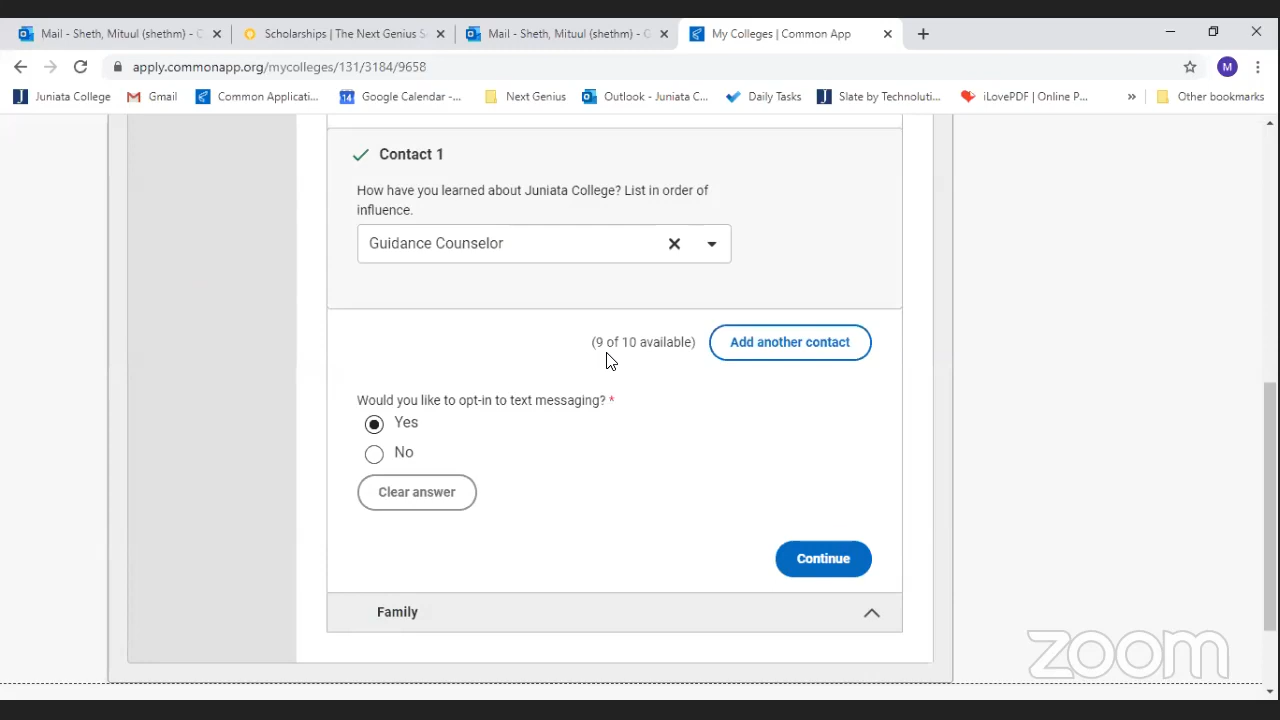 Mail - Sheth, Mituul (shethm) - C
Scholarships | The Next Genius S
Mail - Sheth, Mituul (shethm) - C
My Colleges | Common App
apply.commonapp.org/mycolleges/131/3184/9658
M
Juniata College
Gmail
Common Applicati...
14
Google Calendar -...
Next Genius
Outlook - Juniata C...
Daily Tasks
Slate by Technoluti...
iLovePDF | Online P...
»
Other bookmarks
Contact 1
How have you learned about Juniata College? List in order of
influence.
Guidance Counselor
(9 of 10 available)
Add another contact
Would you like to opt-in to text messaging? *
Yes
No
Clear answer
Continue
Family
zoom